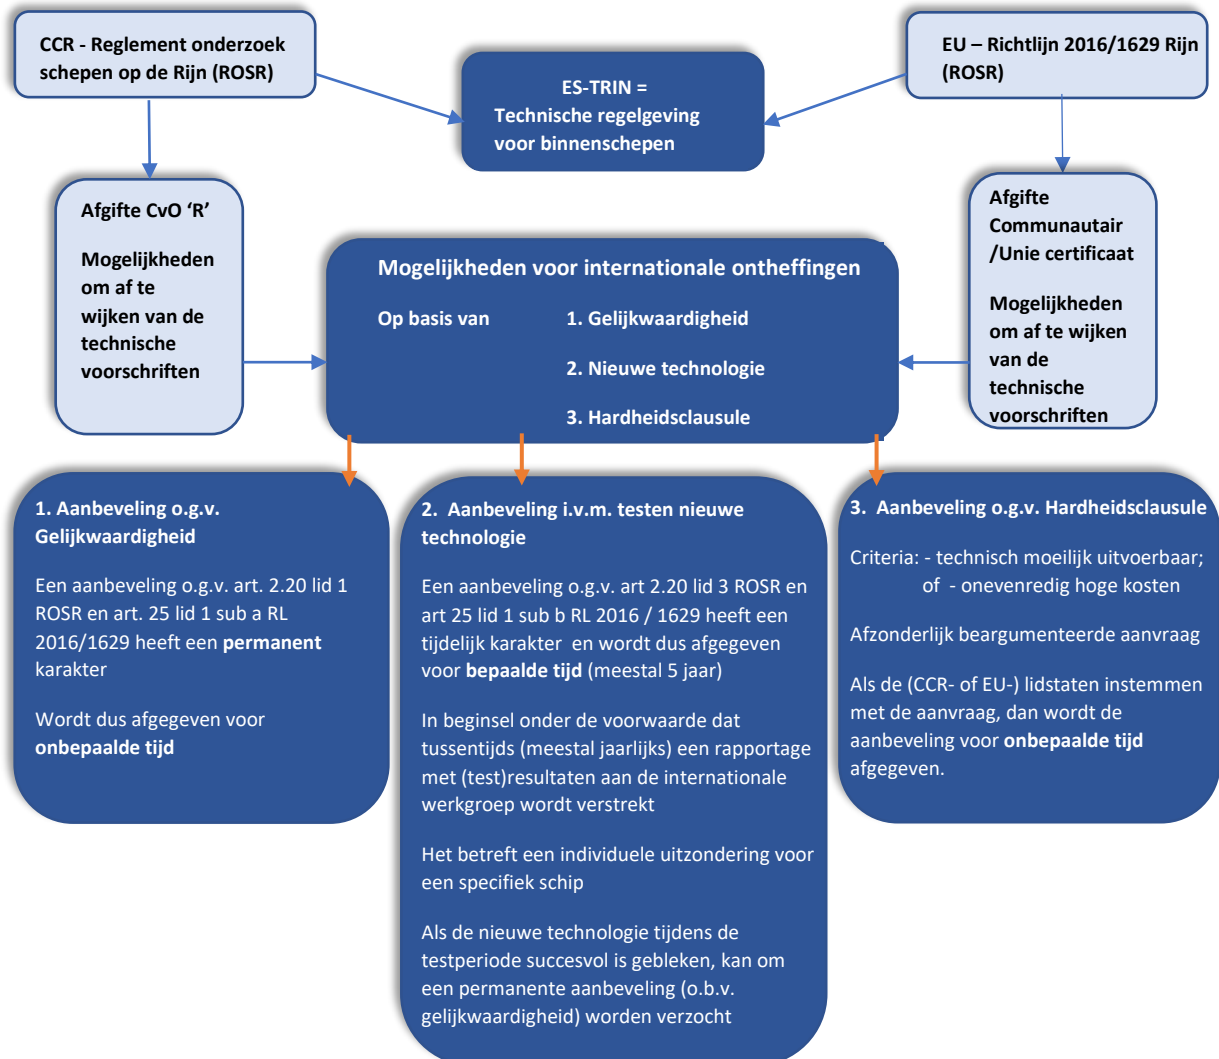 CCR - Reglement onderzoek
schepen op de Rijn (ROSR)
ES-TRIN =
Technische regelgeving
voor binnenschepen
EU – Richtlijn 2016/1629 Rijn
(ROSR)
Afgifte CvO ‘R’
Mogelijkheden
om af te
wijken van de
technische
voorschriften
Mogelijkheden voor internationale ontheffingen
Op basis van 1. Gelijkwaardigheid
2. Nieuwe technologie
3. Hardheidsclausule
Afgifte
Communautair
/Unie certificaat
Mogelijkheden
om af te wijken
van de
technische
voorschriften
1. Aanbeveling o.g.v.
Gelijkwaardigheid
Een aanbeveling o.g.v. art. 2.20 lid 1
ROSR en art. 25 lid 1 sub a RL
2016/1629 heeft een permanent
karakter
Wordt dus afgegeven voor
onbepaalde tijd
2. Aanbeveling i.v.m. testen nieuwe
technologie
Een aanbeveling o.g.v. art 2.20 lid 3 ROSR en
art 25 lid 1 sub b RL 2016 / 1629 heeft een
tijdelijk karakter en wordt dus afgegeven
voor bepaalde tijd (meestal 5 jaar)
In beginsel onder de voorwaarde dat
tussentijds (meestal jaarlijks) een rapportage
met (test)resultaten aan de internationale
werkgroep wordt verstrekt
Het betreft een individuele uitzondering voor
een specifiek schip
Als de nieuwe technologie tijdens de
testperiode succesvol is gebleken, kan om
een permanente aanbeveling (o.b.v.
gelijkwaardigheid) worden verzocht
3. Aanbeveling o.g.v. Hardheidsclausule
Criteria: - technisch moeilijk uitvoerbaar;
of - onevenredig hoge kosten
Afzonderlijk beargumenteerde aanvraag
Als de (CCR- of EU-) lidstaten instemmen
met de aanvraag, dan wordt de
aanbeveling voor onbepaalde tijd
afgegeven.